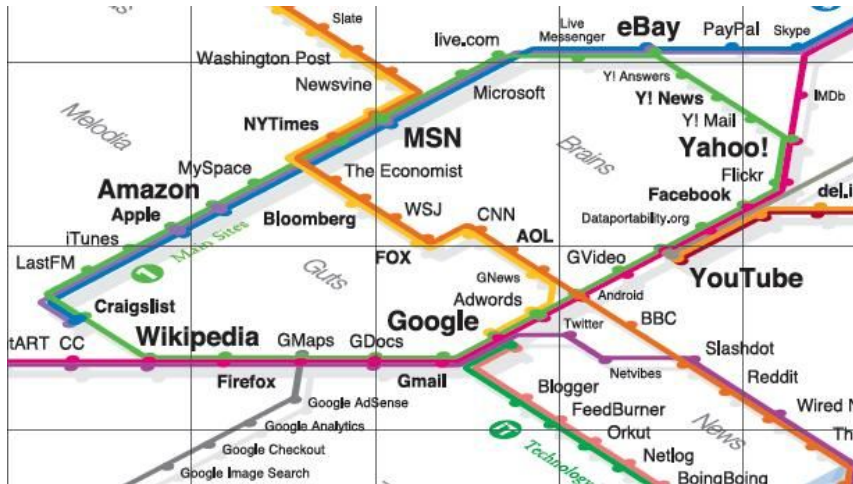 Slate
Live
Messenger
eBay
PayPal
Skype
live.com
Washington Post
Newsvine
Y! Answers
Microsoft
Y! News
IMDb
NYTimes
Y! Mail
Melodia
MSN
Brains
Yahoo!
MySpace
The Economist
Flickr
Amazon
Facebook
del.i
Apple
Bloomberg
WSJ
CNN
Dataportability.org
iTunes
1 Main Sites
AOL
LastFM
FOX
GVideo
Guts
GNews
YouTube
Craigslist
Adwords
Android
Wikipedia
GMaps
GDocs
Google
Twitter
BBC
tART
CC
Slashdot
Firefox
Gmail
Netvibes
Reddit
Google AdSense
Blogger
Wired
Google Analytics
FeedBurner
News
Google Checkout
Orkut
Th
Technology
Netlog
Google Image Search
BoingBoing